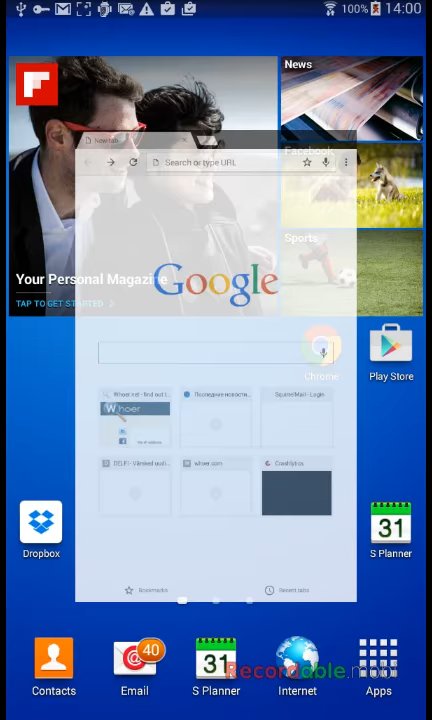 100% 14:00
News
New tab
Search or type URL
Facebook
Sports
Your Personal Magazine
TAP TO GET STARTED
Google
Chrome
Play Store
Whoer.net - find out i...
Последние новости...
SquirrelMail - Login
Whoer
DELFI - Värsked uudi...
whoer.com
Crashlytics
31
Dropbox
S Planner
Bookmarks
Recent tabs
40
31
Recordable.mobi
Contacts
Email
S Planner
Internet
Apps